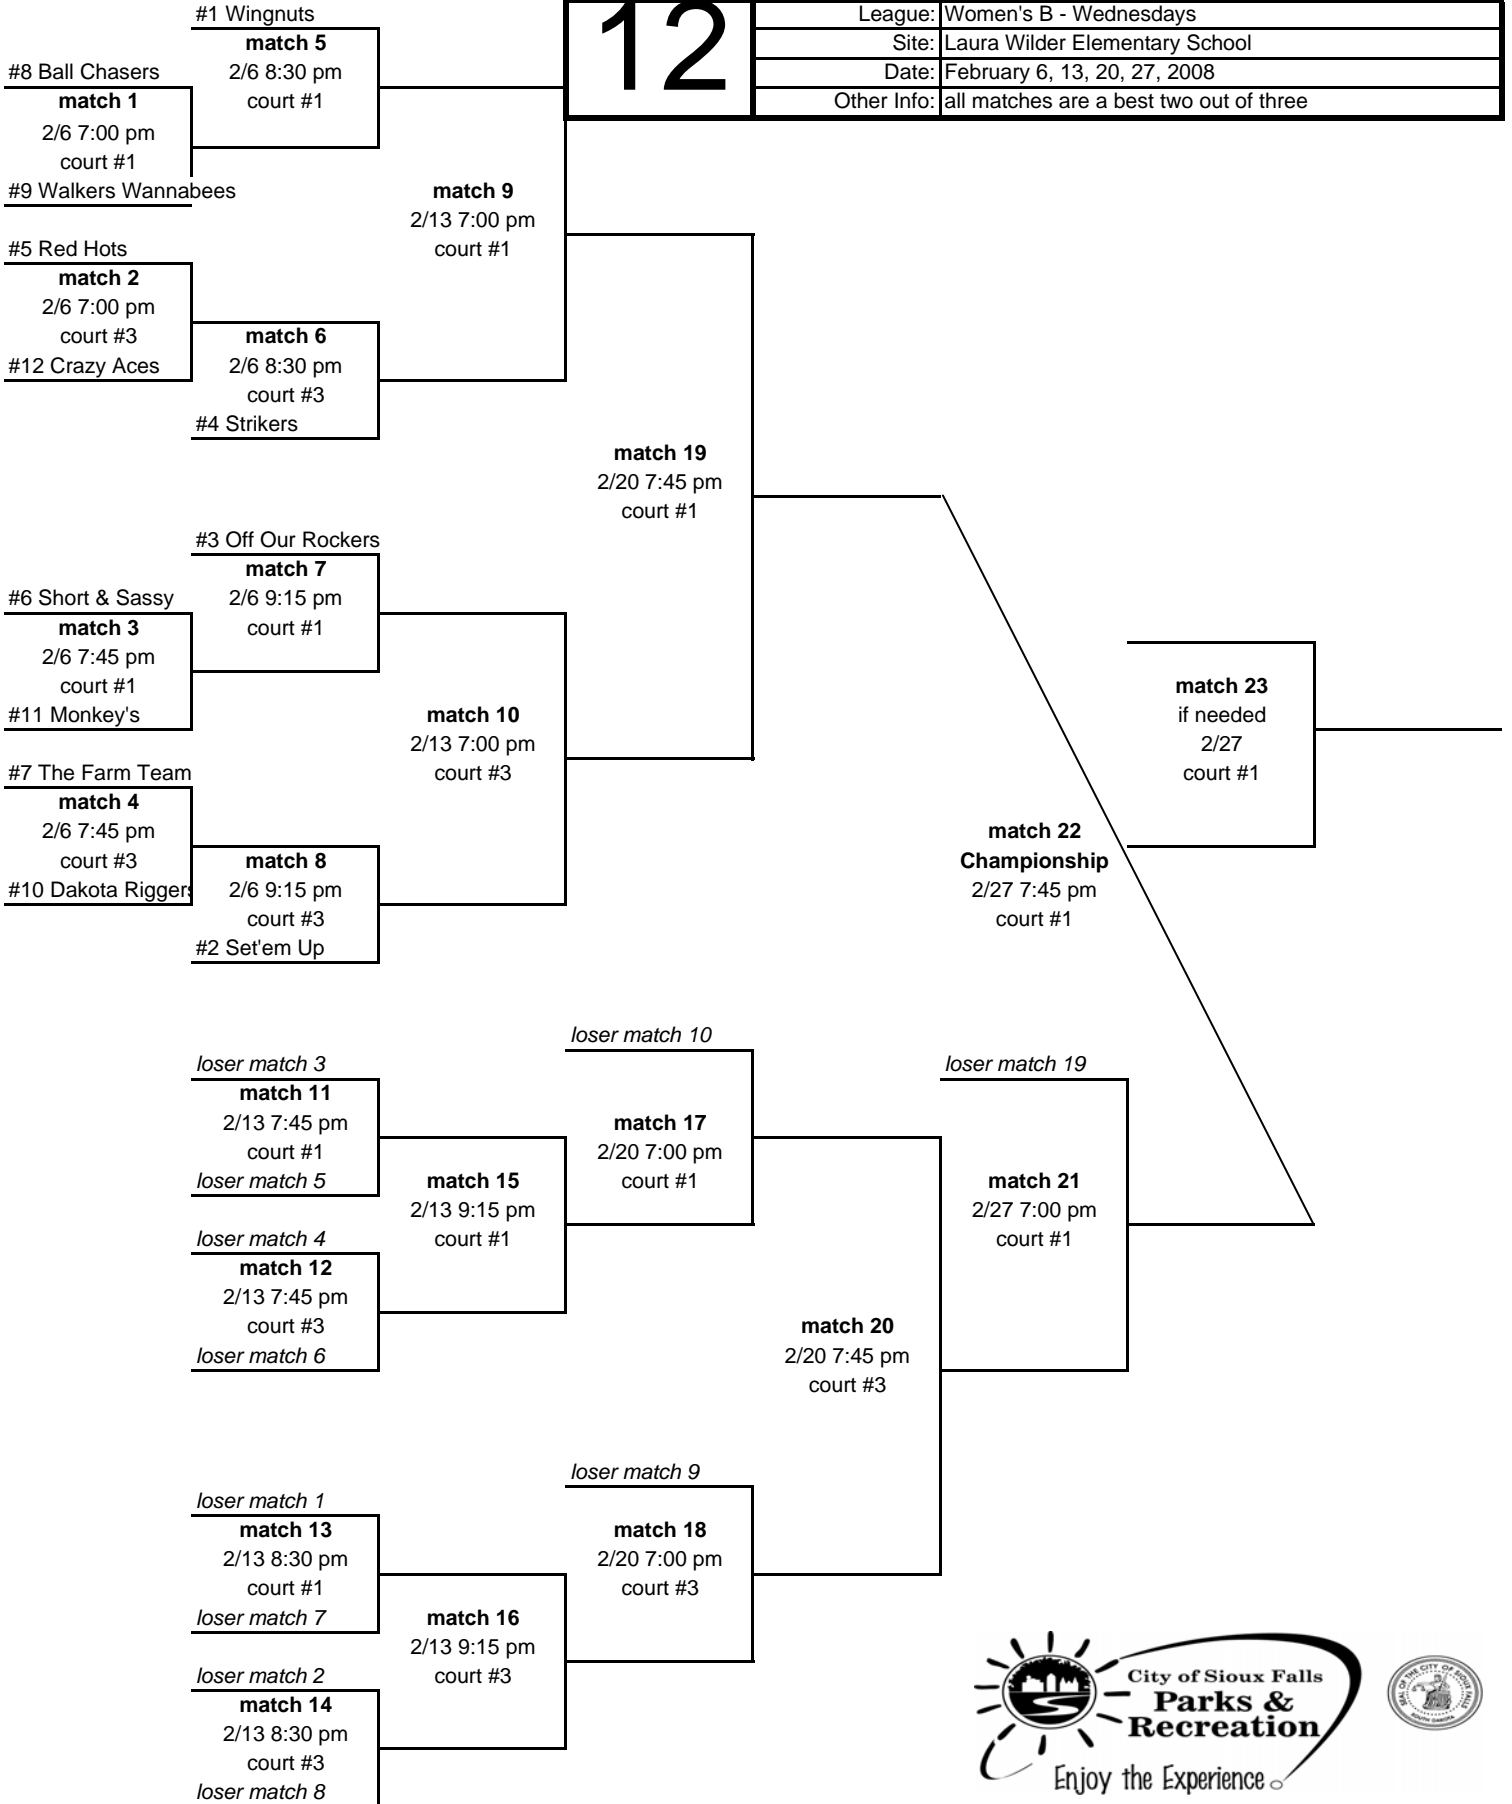 #1 Wingnuts
match 5
2/6 8:30 pm
court #1
12
League: Women's B - Wednesdays
Site: Laura Wilder Elementary School
Date: February 6, 13, 20, 27, 2008
Other Info: all matches are a best two out of three
#8 Ball Chasers
match 1
2/6 7:00 pm
court #1
#9 Walkers Wannabees
match 9
2/13 7:00 pm
court #1
#5 Red Hots
match 2
2/6 7:00 pm
court #3
#12 Crazy Aces
match 6
2/6 8:30 pm
court #3
#4 Strikers
match 19
2/20 7:45 pm
court #1
#3 Off Our Rockers
match 7
2/6 9:15 pm
court #1
#6 Short & Sassy
match 3
2/6 7:45 pm
court #1
#11 Monkey's
match 10
2/13 7:00 pm
court #3
match 23
if needed
2/27
court #1
#7 The Farm Team
match 4
2/6 7:45 pm
court #3
#10 Dakota Riggers
match 8
2/6 9:15 pm
court #3
#2 Set'em Up
match 22
Championship
2/27 7:45 pm
court #1
loser match 10
loser match 3
match 11
2/13 7:45 pm
court #1
loser match 5
match 17
2/20 7:00 pm
court #1
loser match 19
match 15
2/13 9:15 pm
court #1
match 21
2/27 7:00 pm
court #1
loser match 4
match 12
2/13 7:45 pm
court #3
loser match 6
match 20
2/20 7:45 pm
court #3
loser match 9
loser match 1
match 13
2/13 8:30 pm
court #1
loser match 7
match 18
2/20 7:00 pm
court #3
match 16
2/13 9:15 pm
court #3
loser match 2
match 14
2/13 8:30 pm
court #3
loser match 8
City of Sioux Falls
Parks &
Recreation
Enjoy the Experience
SEAL OF THE CITY OF SIOUX FALLS
SOUTH DAKOTA